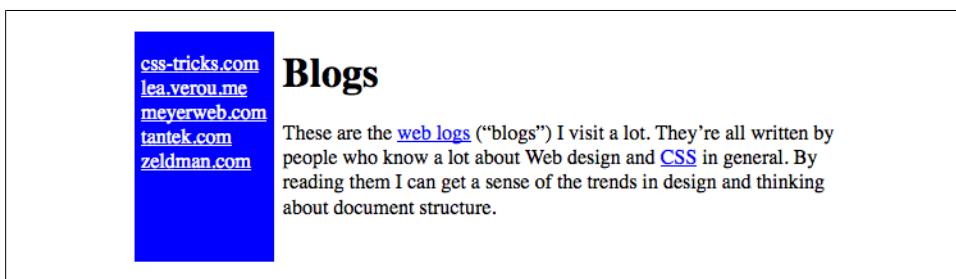 css-tricks.com
lea.verou.me
meyerweb.com
tantek.com
zeldman.com
Blogs
These are the web logs (“blogs”) I visit a lot. They’re all written by
people who know a lot about Web design and CSS in general. By
reading them I can get a sense of the trends in design and thinking
about document structure.